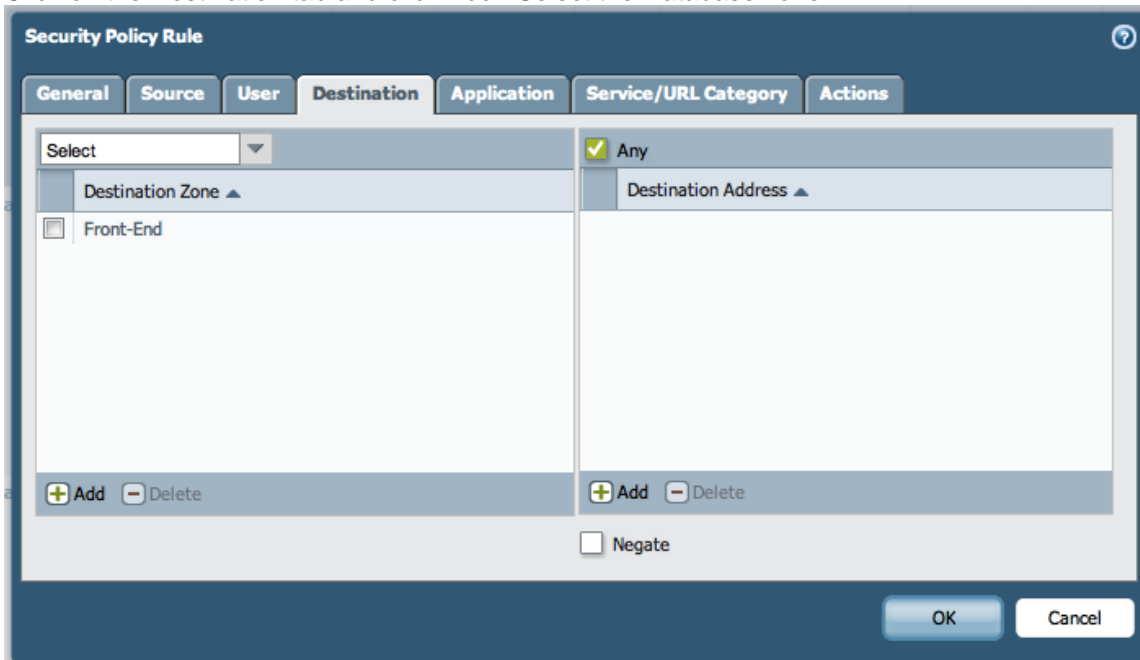 Security Policy Rule
General Source User Destination Application Service/URL Category Actions
Select
Any
Destination Zone
Destination Address
Front-End
Add Delete
Add Delete
Negate
OK Cancel